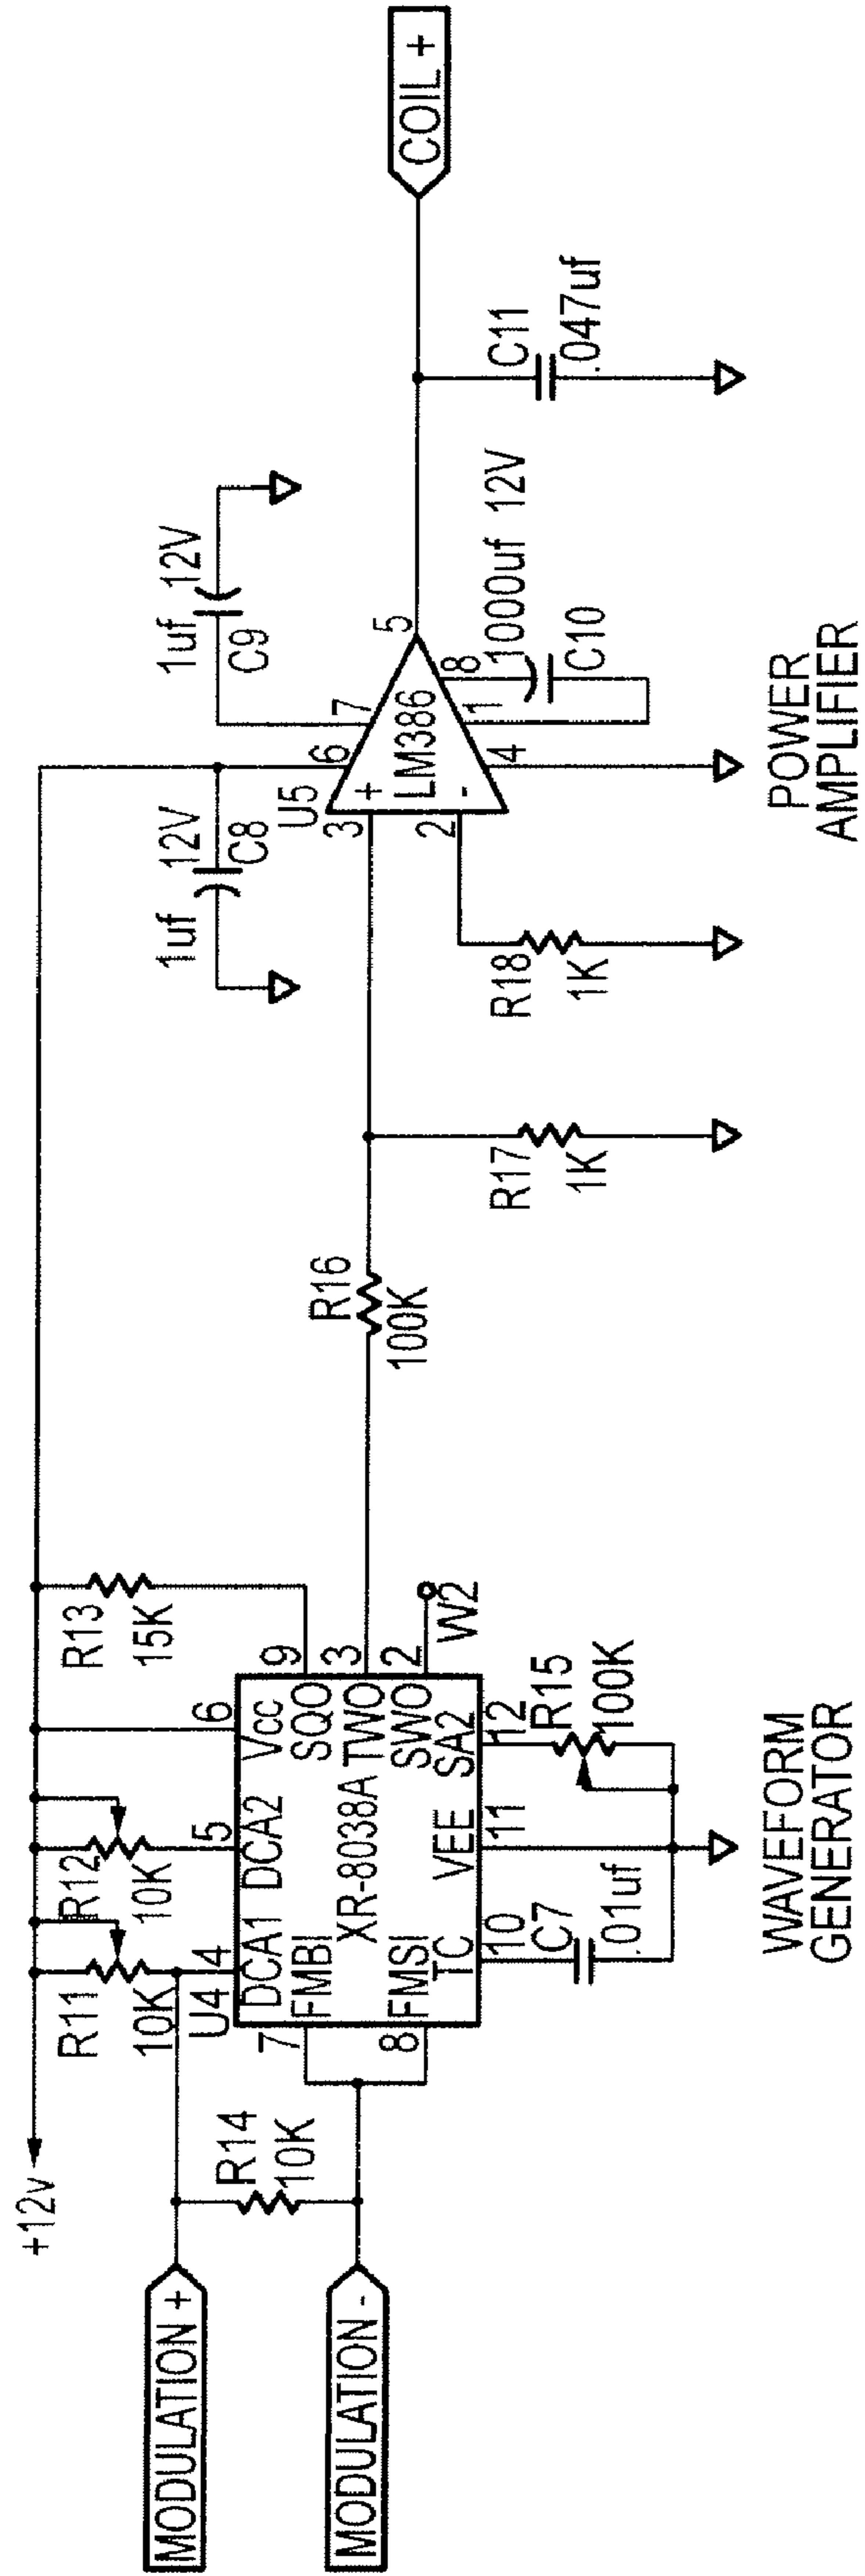 +12v
MODULATION +
MODULATION -
R14
10K
R11
10K
R12
10K
U4
4
5
6
7
8
DCA1
DCA2
Vcc
FMBI
FMSI
XR-8038A
SQO
TWO
SWO
TC
VEE
SA2
9
3
2
10
11
12
W2
C7
.01uf
R15
100K
WAVEFORM
GENERATOR
R13
15K
R16
100K
R17
1K
R18
1K
1uf 12V
C8
U5
3
+
2
-
LM386
6
7
4
1
8
5
1uf 12V
C9
1000uf 12V
C10
POWER
AMPLIFIER
C11
.047uf
COIL +